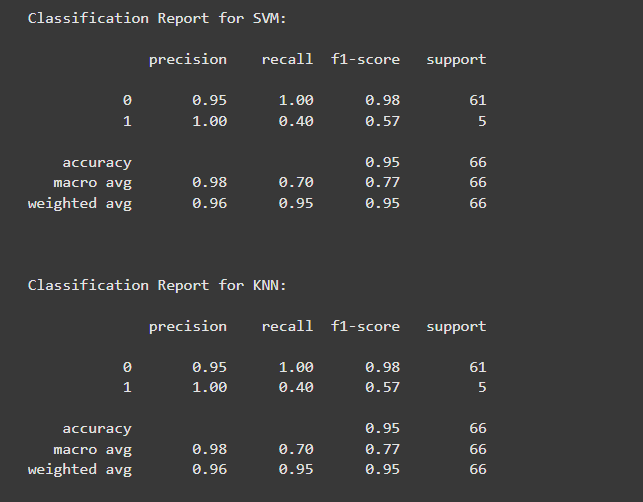 Classification Report for SVM:
precision recall f1-score support
0 0.95 1.00 0.98 61
1 1.00 0.40 0.57 5
accuracy 0.95 66
macro avg 0.98 0.70 0.77 66
weighted avg 0.96 0.95 0.95 66
Classification Report for KNN:
precision recall f1-score support
0 0.95 1.00 0.98 61
1 1.00 0.40 0.57 5
accuracy 0.95 66
macro avg 0.98 0.70 0.77 66
weighted avg 0.96 0.95 0.95 66